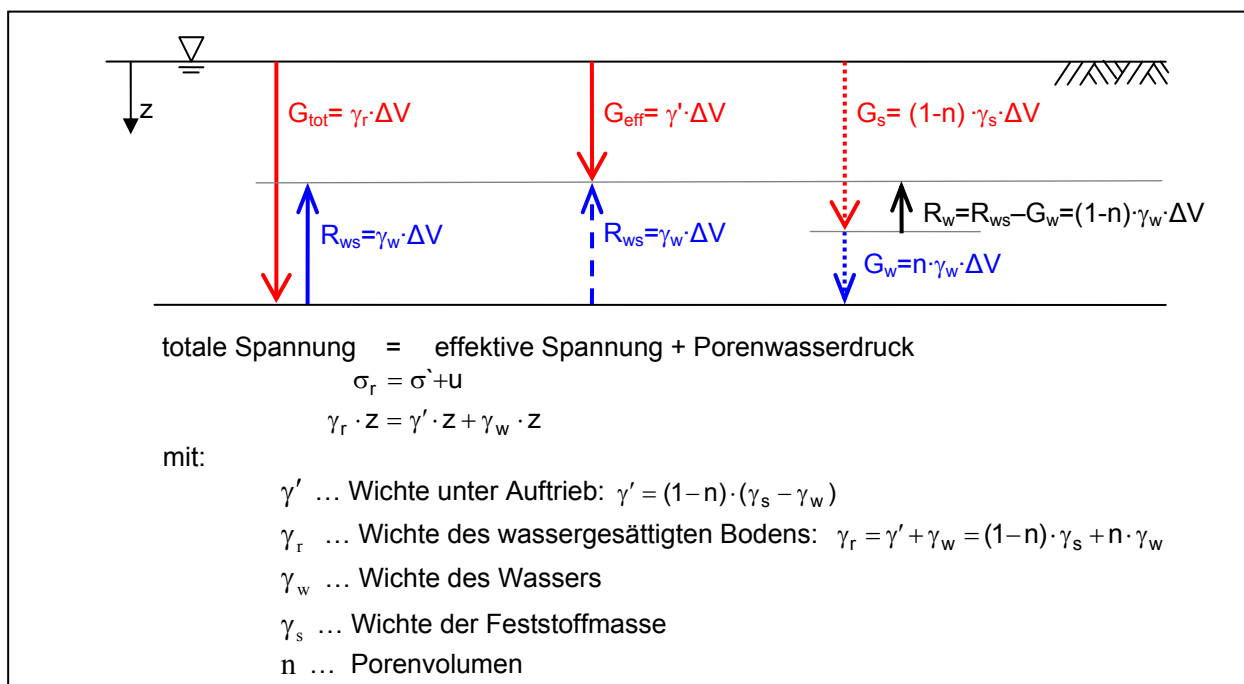 z
G_tot= γ_r·ΔV
G_eff= γ'·ΔV
G_s= (1-n)·γ_s·ΔV
R_ws=γ_w·ΔV
R_ws=γ_w·ΔV
R_w=R_ws–G_w=(1-n)·γ_w·ΔV
G_w=n·γ_w·ΔV
totale Spannung = effektive Spannung + Porenwasserdruck
σ_r = σ`+u
γ_r · z = γ' · z + γ_w · z
mit:
γ' … Wichte unter Auftrieb: γ' = (1−n)·(γ_s − γ_w)
γ_r … Wichte des wassergesättigten Bodens: γ_r = γ' + γ_w = (1−n)·γ_s + n·γ_w
γ_w … Wichte des Wassers
γ_s … Wichte der Feststoffmasse
n … Porenvolumen